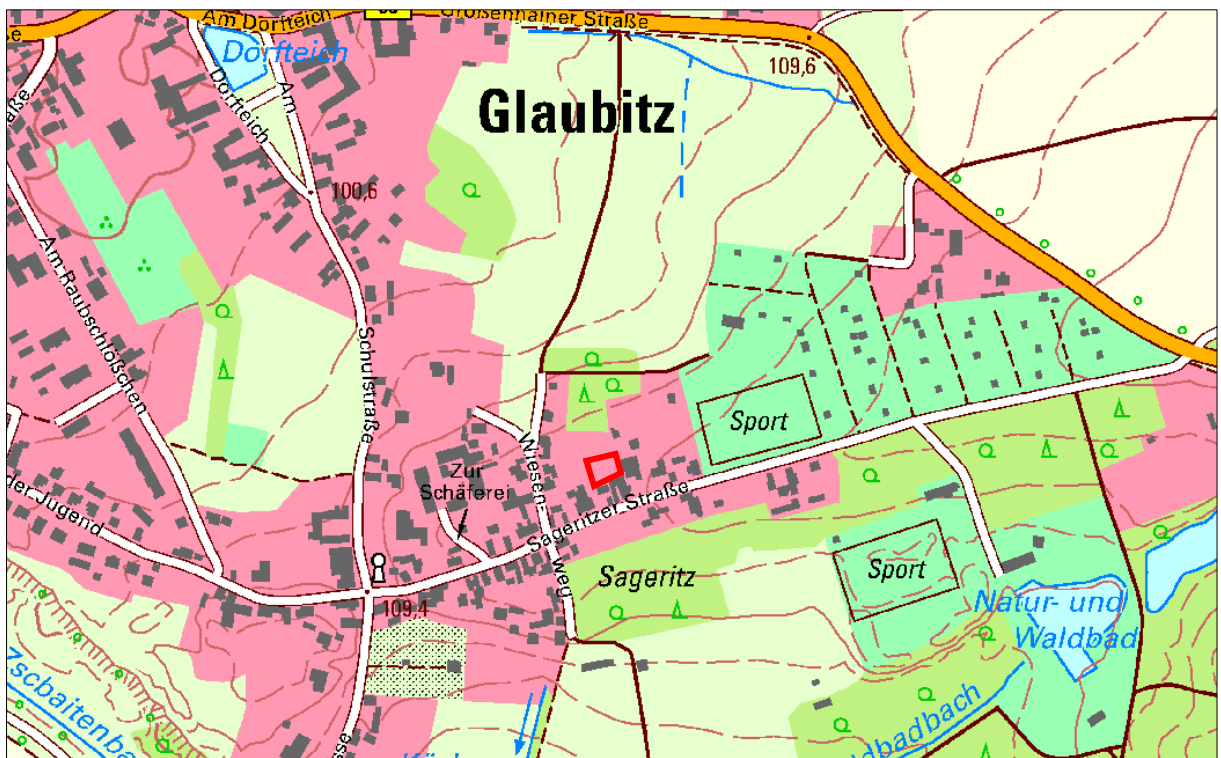 Am Dorfteich
Großenhainer Straße
Dorfteich
109,6
Am
Dorfteich
Glaubitz
100,6
Am Raubschlößchen
Schulstraße
Sport
Zur
Schäferei
Wiesen-
weg
Sageritzer Straße
der Jugend
109,4
Sageritz
Sport
Natur- und
Waldbad